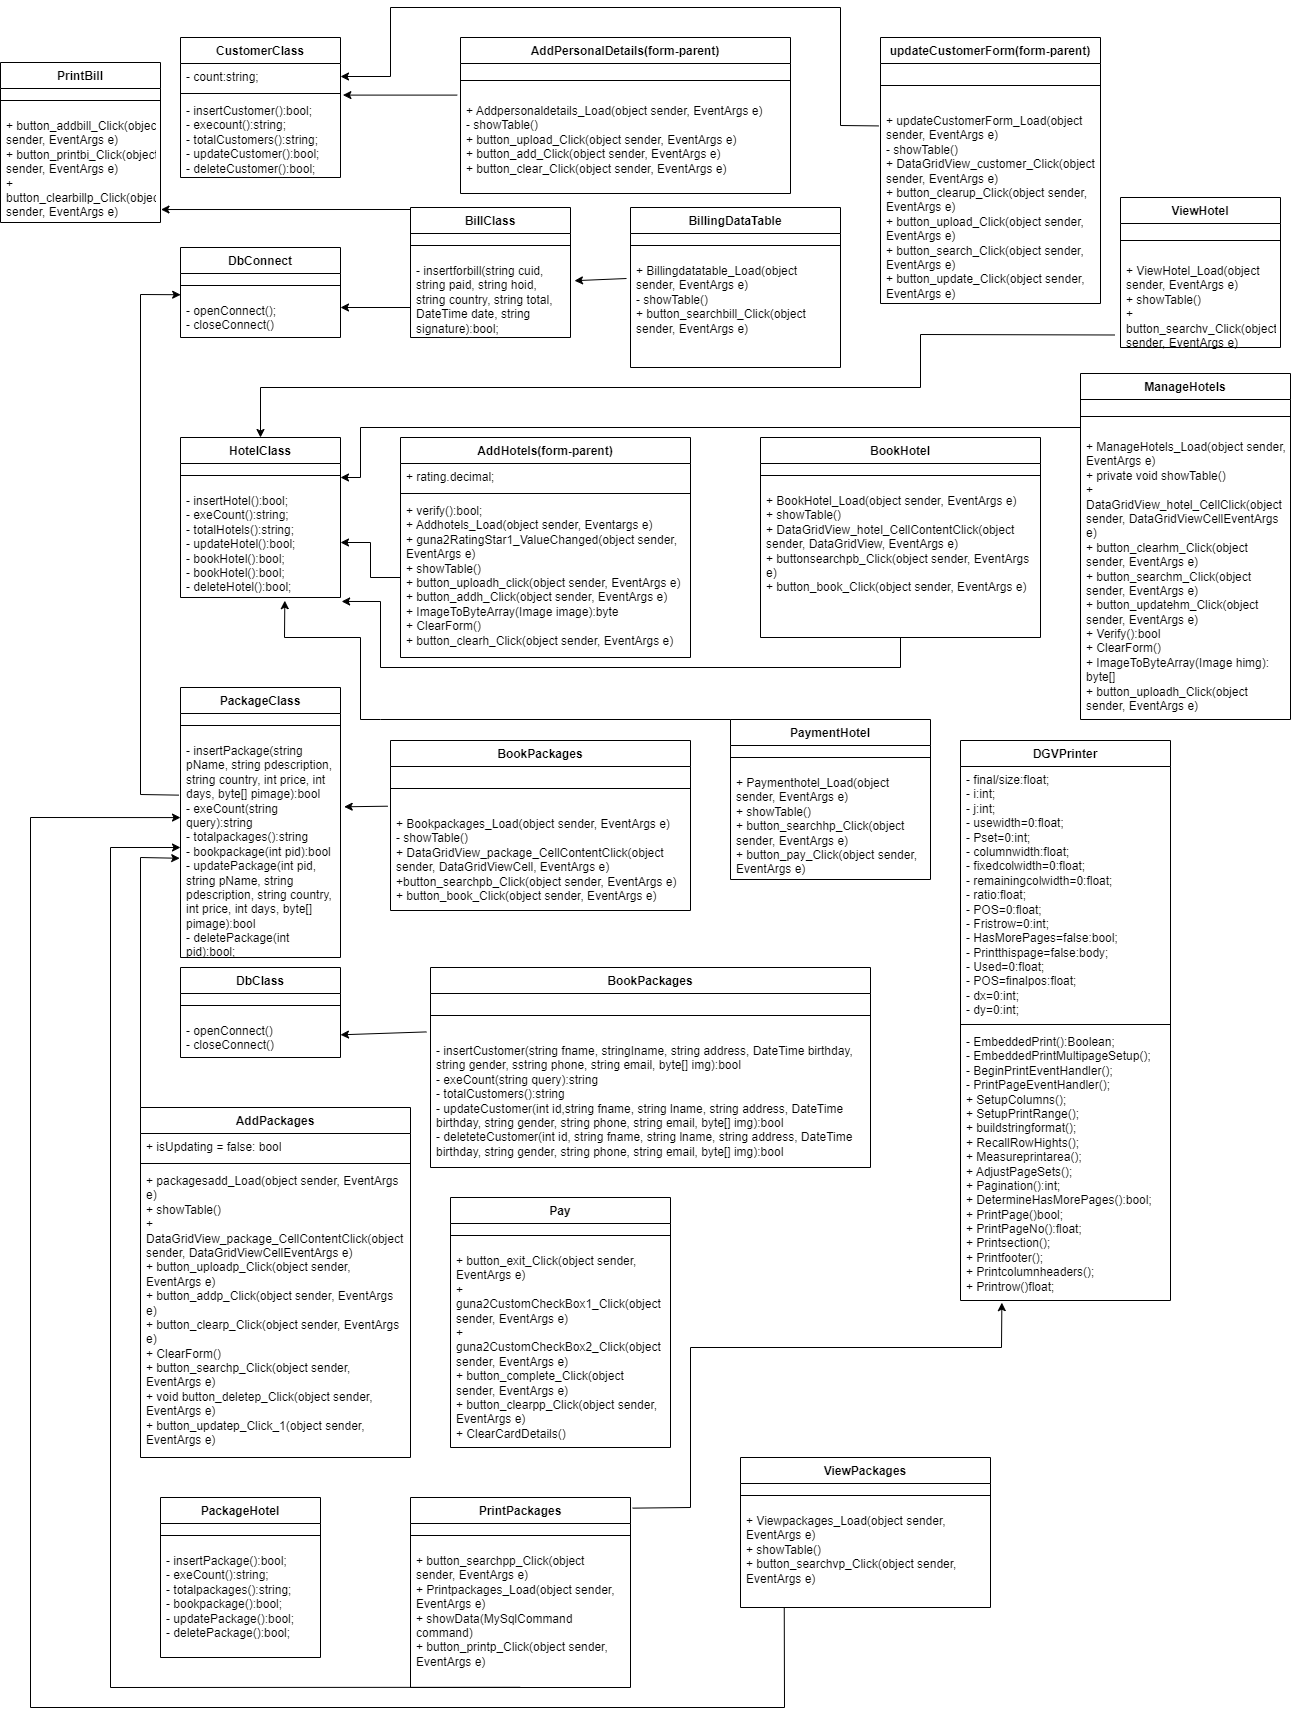 CustomerClass
- count:string;
- insertCustomer():bool;
- execount():string;
- totalCustomers():string;
- updateCustomer():bool;
- deleteCustomer():bool;
AddPersonalDetails(form-parent)
+ Addpersonaldetails_Load(object sender, EventArgs e)
- showTable()
+ button_upload_Click(object sender, EventArgs e)
+ button_add_Click(object sender, EventArgs e)
+ button_clear_Click(object sender, EventArgs e)
updateCustomerForm(form-parent)
+ updateCustomerForm_Load(object
sender, EventArgs e)
- showTable()
+ DataGridView_customer_Click(object
sender, EventArgs e)
+ button_clearup_Click(object sender,
EventArgs e)
+ button_upload_Click(object sender,
EventArgs e)
+ button_search_Click(object sender,
EventArgs e)
+ button_update_Click(object sender,
EventArgs e)
PrintBill
+ button_addbill_Click(objec
sender, EventArgs e)
+ button_printbi_Click(object
sender, EventArgs e)
+
button_clearbillp_Click(objec
sender, EventArgs e)
ViewHotel
+ ViewHotel_Load(object
sender, EventArgs e)
+ showTable()
+
button_searchv_Click(object
sender, EventArgs e)
BillClass
- insertforbill(string cuid,
string paid, string hoid,
string country, string total,
DateTime date, string
signature):bool;
BillingDataTable
+ Billingdatatable_Load(object
sender, EventArgs e)
- showTable()
+ button_searchbill_Click(object
sender, EventArgs e)
DbConnect
- openConnect();
- closeConnect()
ManageHotels
+ ManageHotels_Load(object sender,
EventArgs e)
+ private void showTable()
+
DataGridView_hotel_CellClick(object
sender, DataGridViewCellEventArgs
e)
+ button_clearhm_Click(object
sender, EventArgs e)
+ button_searchm_Click(object
sender, EventArgs e)
+ button_updatehm_Click(object
sender, EventArgs e)
+ Verify():bool
+ ClearForm()
+ ImageToByteArray(Image himg):
byte[]
+ button_uploadh_Click(object
sender, EventArgs e)
HotelClass
- insertHotel():bool;
- exeCount():string;
- totalHotels():string;
- updateHotel():bool;
- bookHotel():bool;
- bookHotel():bool;
- deleteHotel():bool;
AddHotels(form-parent)
+ rating.decimal;
+ verify():bool;
+ Addhotels_Load(object sender, Eventargs e)
+ guna2RatingStar1_ValueChanged(object sender,
EventArgs e)
+ showTable()
+ button_uploadh_click(object sender, EventArgs e)
+ button_addh_Click(object sender, EventArgs e)
+ ImageToByteArray(Image image):byte
+ ClearForm()
+ button_clearh_Click(object sender, EventArgs e)
BookHotel
+ BookHotel_Load(object sender, EventArgs e)
+ showTable()
+ DataGridView_hotel_CellContentClick(object
sender, DataGridView, EventArgs e)
+ buttonsearchpb_Click(object sender, EventArgs
e)
+ button_book_Click(object sender, EventArgs e)
PackageClass
- insertPackage(string
pName, string pdescription,
string country, int price, int
days, byte[] pimage):bool
- exeCount(string
query):string
- totalpackages():string
- bookpackage(int pid):bool
- updatePackage(int pid,
string pName, string
pdescription, string country,
int price, int days, byte[]
pimage):bool
- deletePackage(int
pid):bool;
BookPackages
+ Bookpackages_Load(object sender, EventArgs e)
- showTable()
+ DataGridView_package_CellContentClick(object
sender, DataGridViewCell, EventArgs e)
+button_searchpb_Click(object sender, EventArgs e)
+ button_book_Click(object sender, EventArgs e)
PaymentHotel
+ Paymenthotel_Load(object
sender, EventArgs e)
+ showTable()
+ button_searchhp_Click(object
sender, EventArgs e)
+ button_pay_Click(object sender,
EventArgs e)
DGVPrinter
- final/size:float;
- i:int;
- j:int;
- usewidth=0:float;
- Pset=0:int;
- columnwidth:float;
- fixedcolwidth=0:float;
- remainingcolwidth=0:float;
- ratio:float;
- POS=0:float;
- Fristrow=0:int;
- HasMorePages=false:bool;
- Printthispage=false:body;
- Used=0:float;
- POS=finalpos:float;
- dx=0:int;
- dy=0:int;
- EmbeddedPrint():Boolean;
- EmbeddedPrintMultipageSetup();
- BeginPrintEventHandler();
- PrintPageEventHandler();
+ SetupColumns();
+ SetupPrintRange();
+ buildstringformat();
+ RecallRowHights();
+ Measureprintarea();
+ AdjustPageSets();
+ Pagination():int;
+ DetermineHasMorePages():bool;
+ PrintPage()bool;
+ PrintPageNo():float;
+ Printsection();
+ Printfooter();
+ Printcolumnheaders();
+ Printrow()float;
DbClass
- openConnect()
- closeConnect()
BookPackages
- insertCustomer(string fname, stringlname, string address, DateTime birthday,
string gender, sstring phone, string email, byte[] img):bool
- exeCount(string query):string
- totalCustomers():string
- updateCustomer(int id,string fname, string lname, string address, DateTime
birthday, string gender, string phone, string email, byte[] img):bool
- deleteteCustomer(int id, string fname, string lname, string address, DateTime
birthday, string gender, string phone, string email, byte[] img):bool
AddPackages
+ isUpdating = false: bool
+ packagesadd_Load(object sender, EventArgs
e)
+ showTable()
+
DataGridView_package_CellContentClick(object
sender, DataGridViewCellEventArgs e)
+ button_uploadp_Click(object sender,
EventArgs e)
+ button_addp_Click(object sender, EventArgs
e)
+ button_clearp_Click(object sender, EventArgs
e)
+ ClearForm()
+ button_searchp_Click(object sender,
EventArgs e)
+ void button_deletep_Click(object sender,
EventArgs e)
+ button_updatep_Click_1(object sender,
EventArgs e)
Pay
+ button_exit_Click(object sender,
EventArgs e)
+
guna2CustomCheckBox1_Click(object
sender, EventArgs e)
+
guna2CustomCheckBox2_Click(object
sender, EventArgs e)
+ button_complete_Click(object
sender, EventArgs e)
+ button_clearpp_Click(object sender,
EventArgs e)
+ ClearCardDetails()
ViewPackages
+ Viewpackages_Load(object sender,
EventArgs e)
+ showTable()
+ button_searchvp_Click(object sender,
EventArgs e)
PackageHotel
- insertPackage():bool;
- exeCount():string;
- totalpackages():string;
- bookpackage():bool;
- updatePackage():bool;
- deletePackage():bool;
PrintPackages
+ button_searchpp_Click(object
sender, EventArgs e)
+ Printpackages_Load(object sender,
EventArgs e)
+ showData(MySqlCommand
command)
+ button_printp_Click(object sender,
EventArgs e)